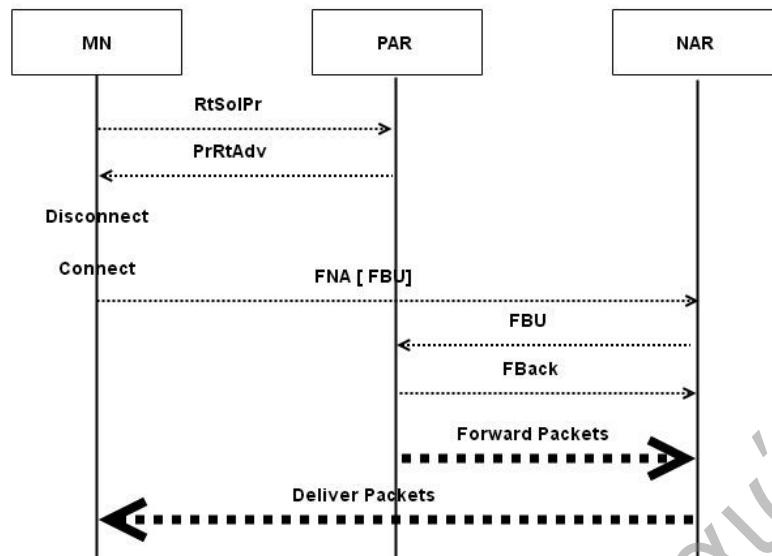 MN
PAR
NAR
RtSolPr
PrRtAdv
Disconnect
Connect
FNA [ FBU]
FBU
FBack
Forward Packets
Deliver Packets